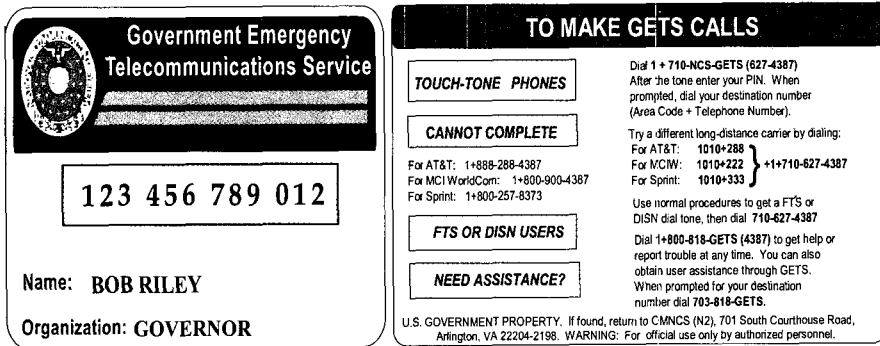 Government Emergency
Telecommunications Service
123 456 789 012
Name: BOB RILEY
Organization: GOVERNOR
TO MAKE GETS CALLS
TOUCH-TONE PHONES
Dial 1 + 710-NCS-GETS (627-4387)
After the tone enter your PIN. When
prompted, dial your destination number
(Area Code + Telephone Number).
CANNOT COMPLETE
For AT&T: 1+888-288-4387
For MCI WorldCom: 1+800-900-4387
For Sprint: 1+800-257-8373
Try a different long-distance carrier by dialing:
For AT&T: 1010+288
For MCIW: 1010+222 } +1+710-627-4387
For Sprint: 1010+333
FTS OR DISN USERS
Use normal procedures to get a FTS or
DISN dial tone, then dial 710-627-4387
NEED ASSISTANCE?
Dial 1+800-818-GETS (4387) to get help or
report trouble at any time. You can also
obtain user assistance through GETS.
When prompted for your destination
number dial 703-818-GETS.
U.S. GOVERNMENT PROPERTY. If found, return to CMNCS (N2), 701 South Courthouse Road,
Arlington, VA 22204-2198. WARNING: For official use only by authorized personnel.